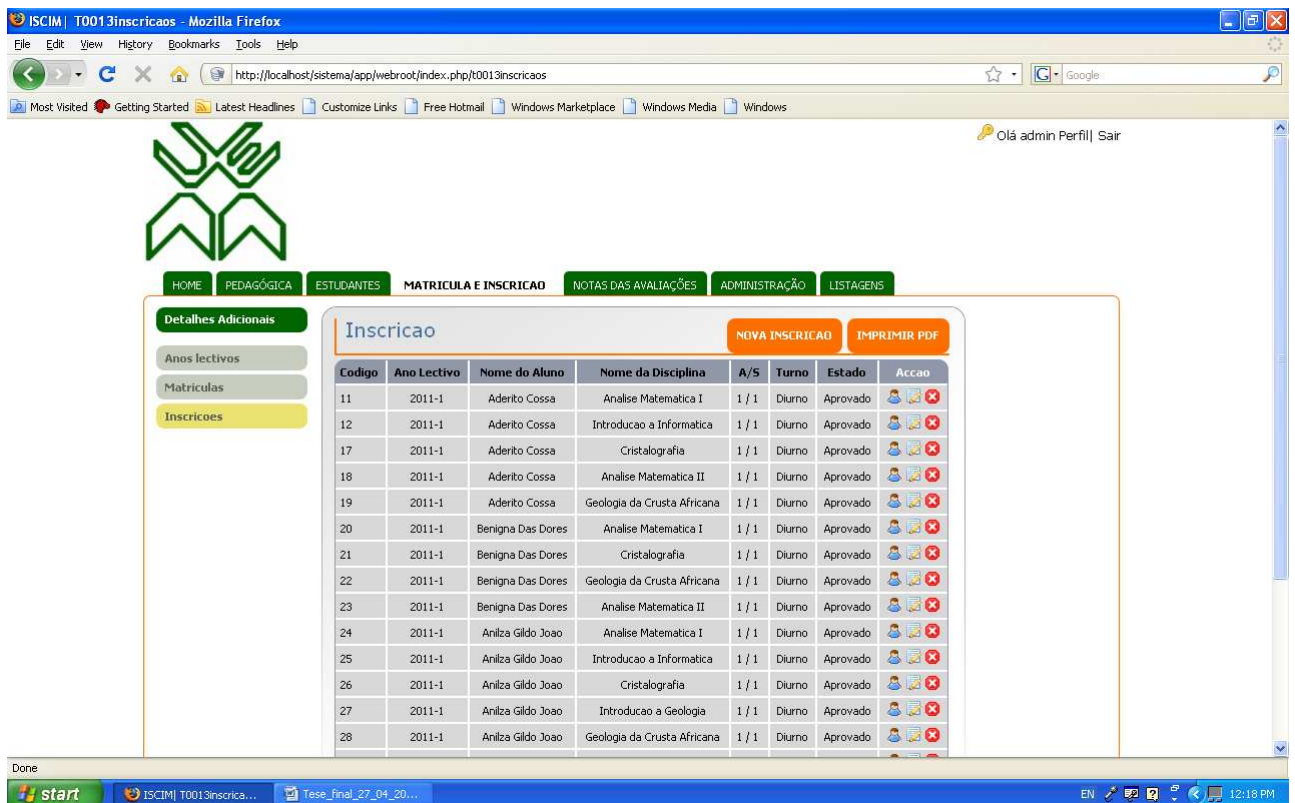 ISCIM | T0013inscricaos - Mozilla Firefox
File Edit View History Bookmarks Tools Help
http://localhost/sistema/app/webroot/index.php/t0013inscricaos
Google
Most Visited Getting Started Latest Headlines Customize Links Free Hotmail Windows Marketplace Windows Media Windows
Olá admin Perfil| Sair
HOME PEDAGÓGICA ESTUDANTES MATRICULA E INSCRICAO NOTAS DAS AVALIAÇÕES ADMINISTRAÇÃO LISTAGENS
Detalhes Adicionais
Anos lectivos
Matriculas
Inscricoes
Inscricao NOVA INSCRICAO IMPRIMIR PDF
Codigo Ano Lectivo Nome do Aluno Nome da Disciplina A/S Turno Estado Accao
11 2011-1 Aderito Cossa Analise Matematica I 1 / 1 Diurno Aprovado
12 2011-1 Aderito Cossa Introducao a Informatica 1 / 1 Diurno Aprovado
17 2011-1 Aderito Cossa Cristalografia 1 / 1 Diurno Aprovado
18 2011-1 Aderito Cossa Analise Matematica II 1 / 1 Diurno Aprovado
19 2011-1 Aderito Cossa Geologia da Crusta Africana 1 / 1 Diurno Aprovado
20 2011-1 Benigna Das Dores Analise Matematica I 1 / 1 Diurno Aprovado
21 2011-1 Benigna Das Dores Cristalografia 1 / 1 Diurno Aprovado
22 2011-1 Benigna Das Dores Geologia da Crusta Africana 1 / 1 Diurno Aprovado
23 2011-1 Benigna Das Dores Analise Matematica II 1 / 1 Diurno Aprovado
24 2011-1 Anilza Gildo Joao Analise Matematica I 1 / 1 Diurno Aprovado
25 2011-1 Anilza Gildo Joao Introducao a Informatica 1 / 1 Diurno Aprovado
26 2011-1 Anilza Gildo Joao Cristalografia 1 / 1 Diurno Aprovado
27 2011-1 Anilza Gildo Joao Introducao a Geologia 1 / 1 Diurno Aprovado
28 2011-1 Anilza Gildo Joao Geologia da Crusta Africana 1 / 1 Diurno Aprovado
Done
start ISCIM| T0013inscrica... Tese_final_27_04_20... EN 12:18 PM